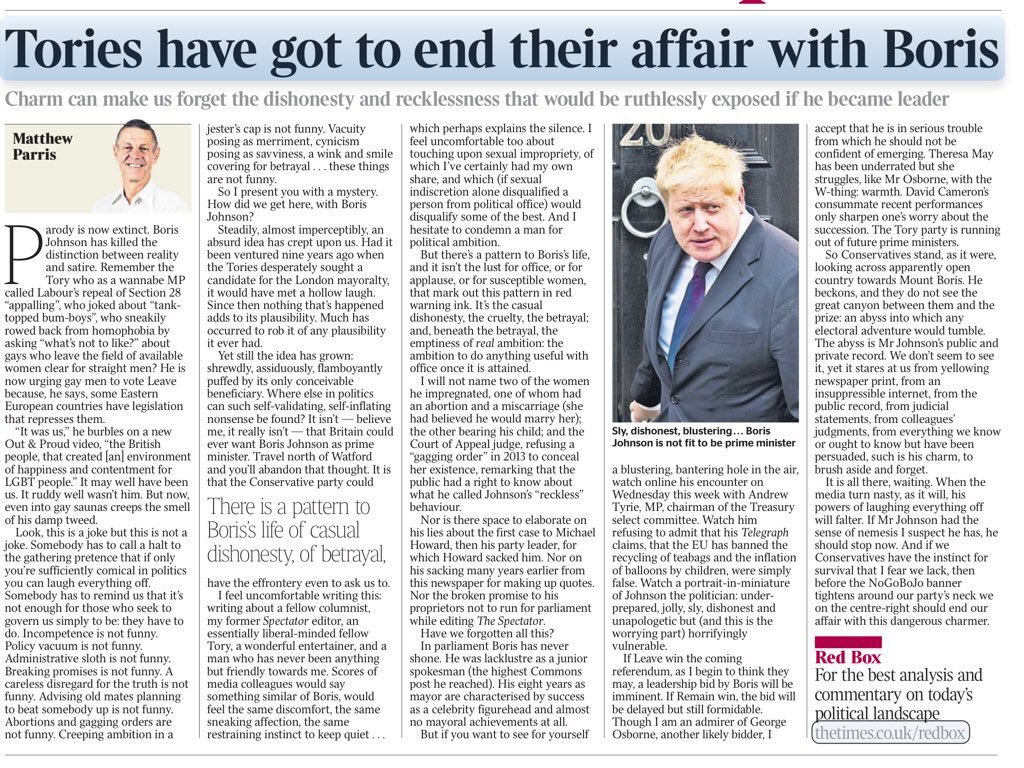 Tories have got to end their affair with Boris
Charm can make us forget the dishonesty and recklessness that would be ruthlessly exposed if he became leader
Matthew
Parris
Parody is now extinct. Boris
Johnson has killed the
distinction between reality
and satire. Remember the
Tory who as a wannabe MP
called Labour's repeal of Section 28
“appalling”, who joked about “tank-
topped bum-boys”, who sneakily
rowed back from homophobia by
asking “what's not to like?” about
gays who leave the field of available
women clear for straight men? He is
now urging gay men to vote Leave
because, he says, some Eastern
European countries have legislation
that represses them.
“It was us,” he burbles on a new
Out & Proud video, “the British
people, that created [an] environment
of happiness and contentment for
LGBT people.” It may well have been
us. It ruddy well wasn't him. But now,
even into gay saunas creeps the smell
of his damp tweed.
Look, this is a joke but this is not a
joke. Somebody has to call a halt to
the gathering pretence that if only
you're sufficiently comical in politics
you can laugh everything off.
Somebody has to remind us that it's
not enough for those who seek to
govern us simply to be: they have to
do. Incompetence is not funny.
Policy vacuum is not funny.
Administrative sloth is not funny.
Breaking promises is not funny. A
careless disregard for the truth is not
funny. Advising old mates planning
to beat somebody up is not funny.
Abortions and gagging orders are
not funny. Creeping ambition in a
jester's cap is not funny. Vacuity
posing as merriment, cynicism
posing as savviness, a wink and smile
covering for betrayal . . . these things
are not funny.
So I present you with a mystery.
How did we get here, with Boris
Johnson?
Steadily, almost imperceptibly, an
absurd idea has crept upon us. Had it
been ventured nine years ago when
the Tories desperately sought a
candidate for the London mayoralty,
it would have met a hollow laugh.
Since then nothing that's happened
adds to its plausibility. Much has
occurred to rob it of any plausibility
it ever had.
Yet still the idea has grown:
shrewdly, assiduously, flamboyantly
puffed by its only conceivable
beneficiary. Where else in politics
can such self-validating, self-inflating
nonsense be found? It isn't — believe
me, it really isn't — that Britain could
ever want Boris Johnson as prime
minister. Travel north of Watford
and you'll abandon that thought. It is
that the Conservative party could
There is a pattern to
Boris's life of casual
dishonesty, of betrayal,
have the effrontery even to ask us to.
I feel uncomfortable writing this:
writing about a fellow columnist,
my former Spectator editor, an
essentially liberal-minded fellow
Tory, a wonderful entertainer, and a
man who has never been anything
but friendly towards me. Scores of
media colleagues would say
something similar of Boris, would
feel the same discomfort, the same
sneaking affection, the same
restraining instinct to keep quiet . . .
which perhaps explains the silence. I
feel uncomfortable too about
touching upon sexual impropriety, of
which I've certainly had my own
share, and which (if sexual
indiscretion alone disqualified a
person from political office) would
disqualify some of the best. And I
hesitate to condemn a man for
political ambition.
But there's a pattern to Boris's life,
and it isn't the lust for office, or for
applause, or for susceptible women,
that mark out this pattern in red
warning ink. It's the casual
dishonesty, the cruelty, the betrayal;
and, beneath the betrayal, the
emptiness of real ambition: the
ambition to do anything useful with
office once it is attained.
I will not name two of the women
he impregnated, one of whom had
an abortion and a miscarriage (she
had believed he would marry her);
the other bearing his child; and the
Court of Appeal judge, refusing a
“gagging order” in 2013 to conceal
her existence, remarking that the
public had a right to know about
what he called Johnson's “reckless”
behaviour.
Nor is there space to elaborate on
his lies about the first case to Michael
Howard, then his party leader, for
which Howard sacked him. Nor on
his sacking many years earlier from
this newspaper for making up quotes.
Nor the broken promise to his
proprietors not to run for parliament
while editing The Spectator.
Have we forgotten all this?
In parliament Boris has never
shone. He was lacklustre as a junior
spokesman (the highest Commons
post he reached). His eight years as
mayor are characterised by success
as a celebrity figurehead and almost
no mayoral achievements at all.
But if you want to see for yourself
20
Sly, dishonest, blustering... Boris
Johnson is not fit to be prime minister
a blustering, bantering hole in the air,
watch online his encounter on
Wednesday this week with Andrew
Tyrie, MP, chairman of the Treasury
select committee. Watch him
refusing to admit that his Telegraph
claims, that the EU has banned the
recycling of teabags and the inflation
of balloons by children, were simply
false. Watch a portrait-in-miniature
of Johnson the politician: under-
prepared, jolly, sly, dishonest and
unapologetic but (and this is the
worrying part) horrifyingly
vulnerable.
If Leave win the coming
referendum, as I begin to think they
may, a leadership bid by Boris will be
imminent. If Remain win, the bid will
be delayed but still formidable.
Though I am an admirer of George
Osborne, another likely bidder, I
accept that he is in serious trouble
from which he should not be
confident of emerging. Theresa May
has been underrated but she
struggles, like Mr Osborne, with the
W-thing: warmth. David Cameron's
consummate recent performances
only sharpen one's worry about the
succession. The Tory party is running
out of future prime ministers.
So Conservatives stand, as it were,
looking across apparently open
country towards Mount Boris. He
beckons, and they do not see the
great canyon between them and the
prize: an abyss into which any
electoral adventure would tumble.
The abyss is Mr Johnson's public and
private record. We don't seem to see
it, yet it stares at us from yellowing
newspaper print, from an
insuppressible internet, from the
public record, from judicial
statements, from colleagues'
judgments, from everything we know
or ought to know but have been
persuaded, such is his charm, to
brush aside and forget.
It is all there, waiting. When the
media turn nasty, as it will, his
powers of laughing everything off
will falter. If Mr Johnson had the
sense of nemesis I suspect he has, he
should stop now. And if we
Conservatives have the instinct for
survival that I fear we lack, then
before the NoGoBoJo banner
tightens around our party's neck we
on the centre-right should end our
affair with this dangerous charmer.
Red Box
For the best analysis and
commentary on today's
political landscape
thetimes.co.uk/redbox